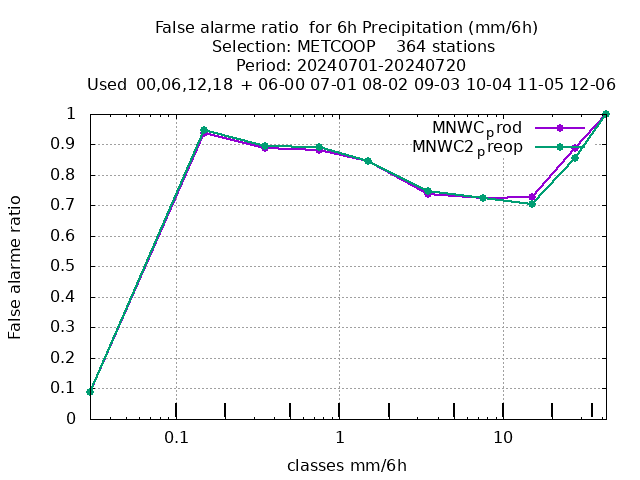 False alarme ratio  for 6h Precipitation (mm/6h)
Selection: METCOOP    364 stations
Period: 20240701-20240720
Used  00,06,12,18  + 06-00 07-01 08-02 09-03 10-04 11-05 12-06
MNWCprod
MNWC2preop
1
0.9
0.8
0.7
0.6
0.5
0.4
0.3
0.2
0.1
0
False alarme ratio
0.1 1 10
classes mm/6h